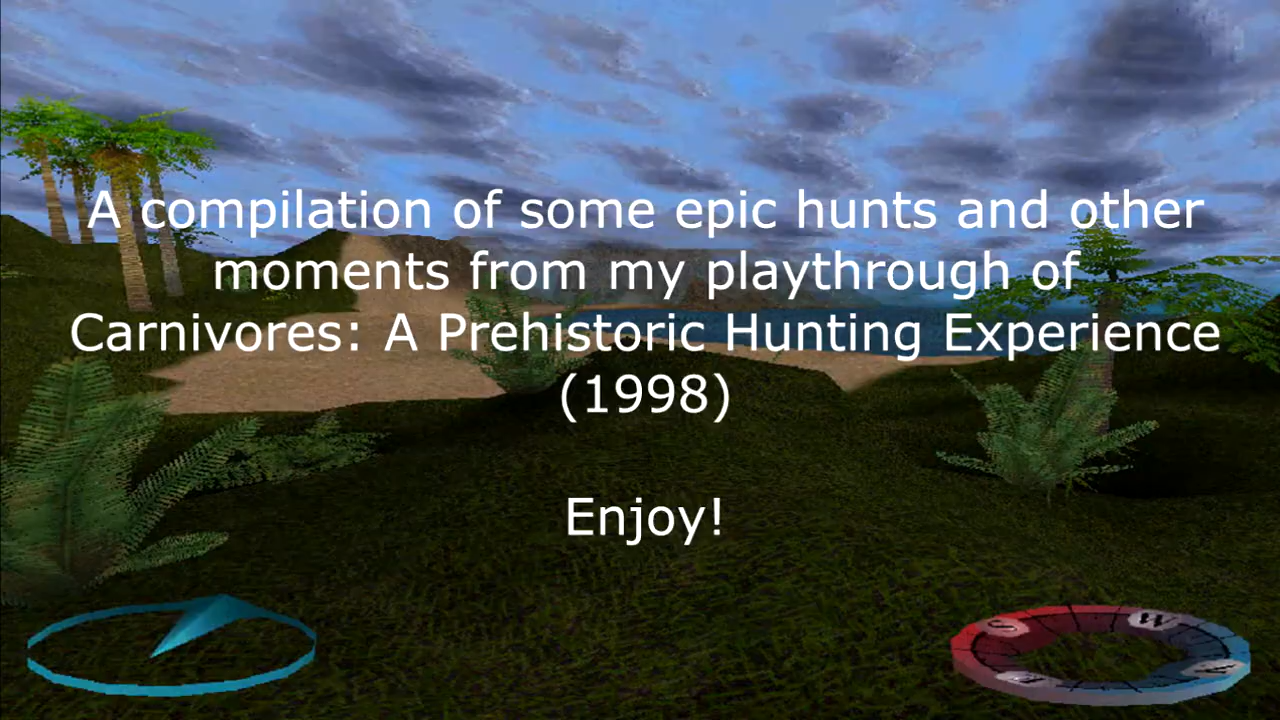 A compilation of some epic hunts and other
moments from my playthrough of
Carnivores: A Prehistoric Hunting Experience
(1998)
Enjoy!
S W E N